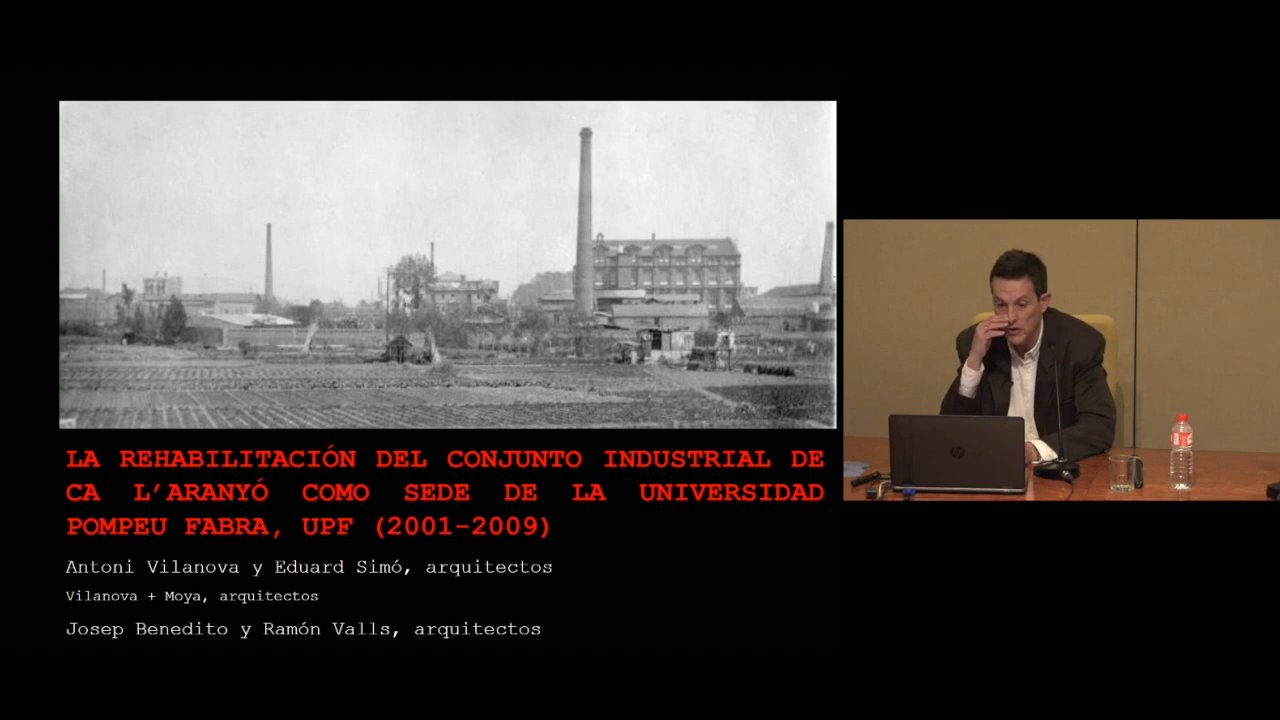 LA REHABILITACIÓN DEL CONJUNTO INDUSTRIAL DE
CA L'ARANYÓ COMO SEDE DE LA UNIVERSIDAD
POMPEU FABRA, UPF (2001-2009)
Antoni Vilanova y Eduard Simó, arquitectos
Vilanova + Moya, arquitectos
Josep Benedito y Ramón Valls, arquitectos